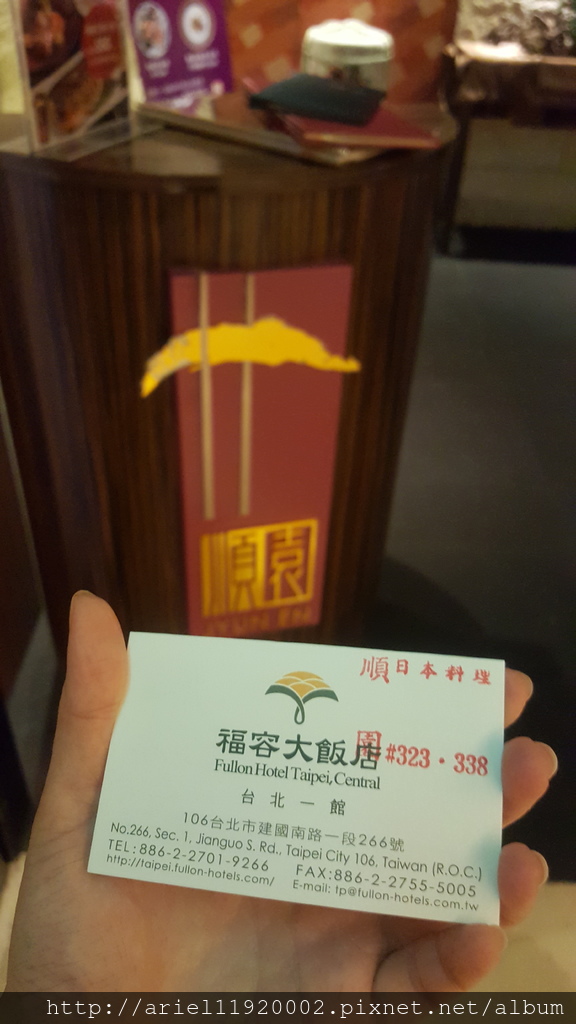 順園
順園日本料理
#323·338
福容大飯店
Fullon Hotel Taipei, Central
台北一館
106台北市建國南路一段266號
No.266, Sec. 1, Jianguo S. Rd., Taipei City 106, Taiwan (R.O.C.)
TEL:886-2-2701-9266 FAX:886-2-2755-5005
http://taipei.fullon-hotels.com/ E-mail: tp@fullon-hotels.com.tw
http://ariel11920002.pixnet.net/album